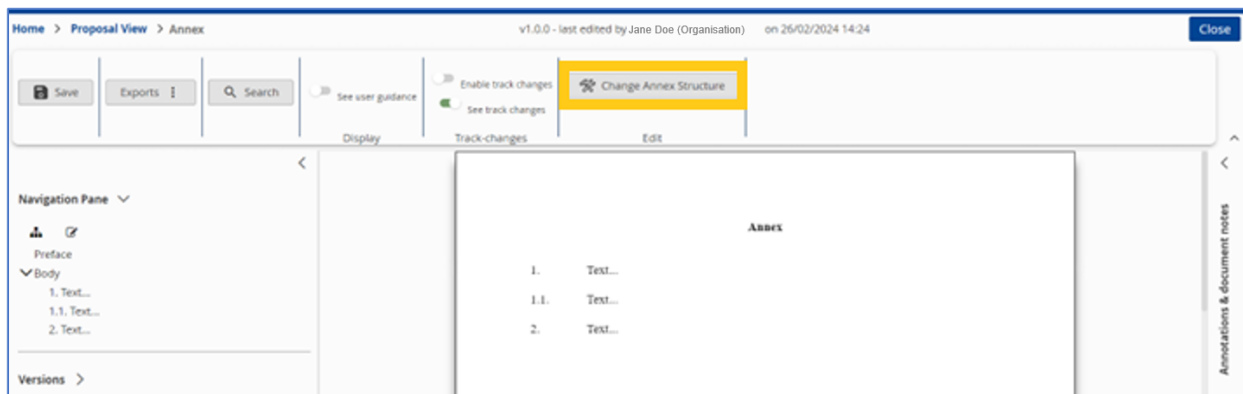 Home > Proposal View > Annex
v1.0.0 - last edited by Jane Doe (Organisation) on 26/02/2024 14:24
Close
Save
Exports
Search
See user guidance
Display
Enable track changes
See track changes
Track-changes
Change Annex Structure
Edit
Navigation Pane
Preface
Body
1. Text...
1.1. Text...
2. Text...
Versions
Annex
1. Text...
1.1. Text...
2. Text...
Annotations & document notes